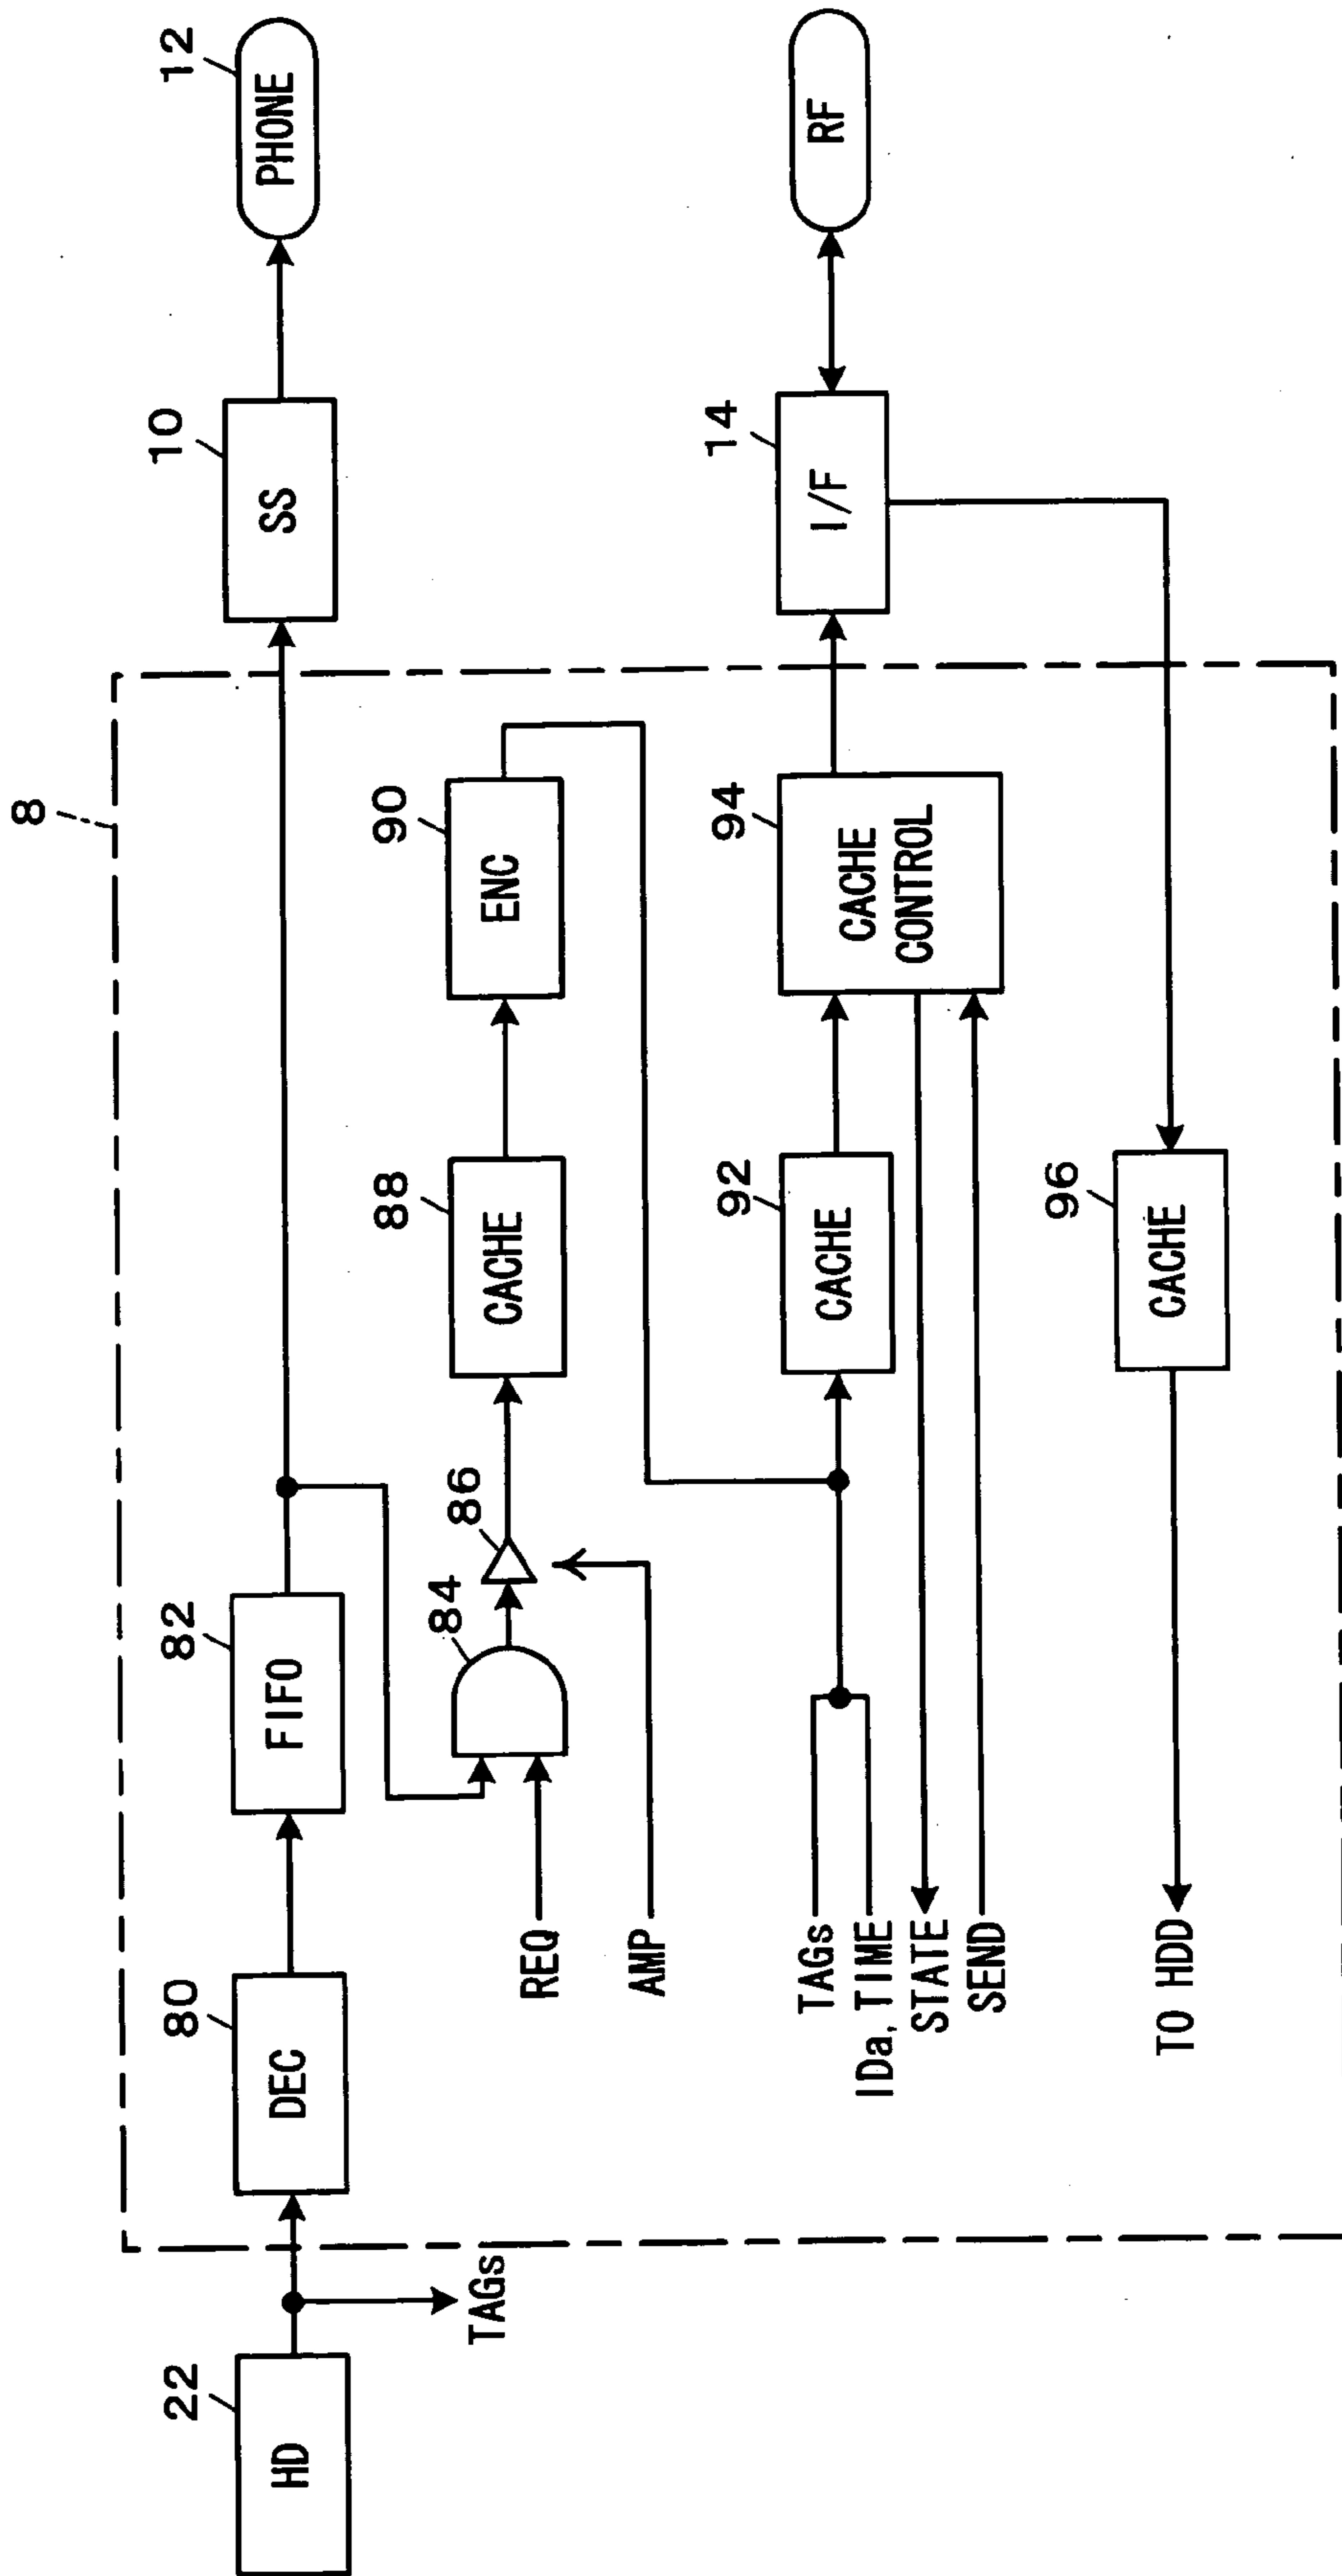 8
22
HD
TAGs
80
DEC
82
FIFO
10
SS
12
PHONE
REQ
AMP
84
86
88
CACHE
90
ENC
TAGs
IDa, TIME
STATE
SEND
92
CACHE
94
CACHE
CONTROL
14
I/F
RF
TO HDD
96
CACHE